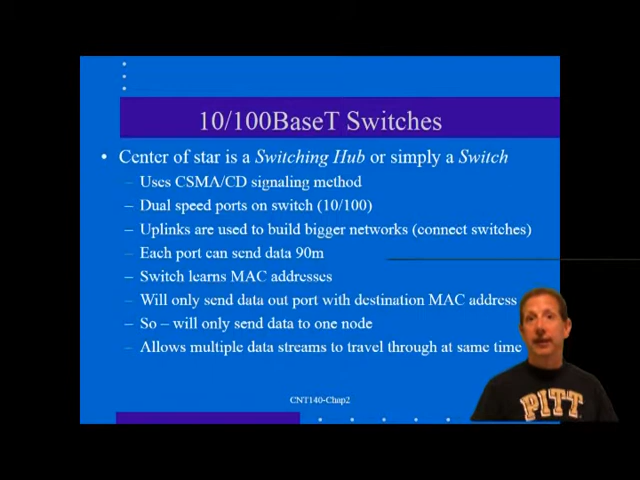 10/100BaseT Switches
• Center of star is a Switching Hub or simply a Switch
– Uses CSMA/CD signaling method
– Dual speed ports on switch (10/100)
– Uplinks are used to build bigger networks (connect switches)
– Each port can send data 90m
– Switch learns MAC addresses
– Will only send data out port with destination MAC address
– So – will only send data to one node
– Allows multiple data streams to travel through at same time
PITT
CNT140-Chap2